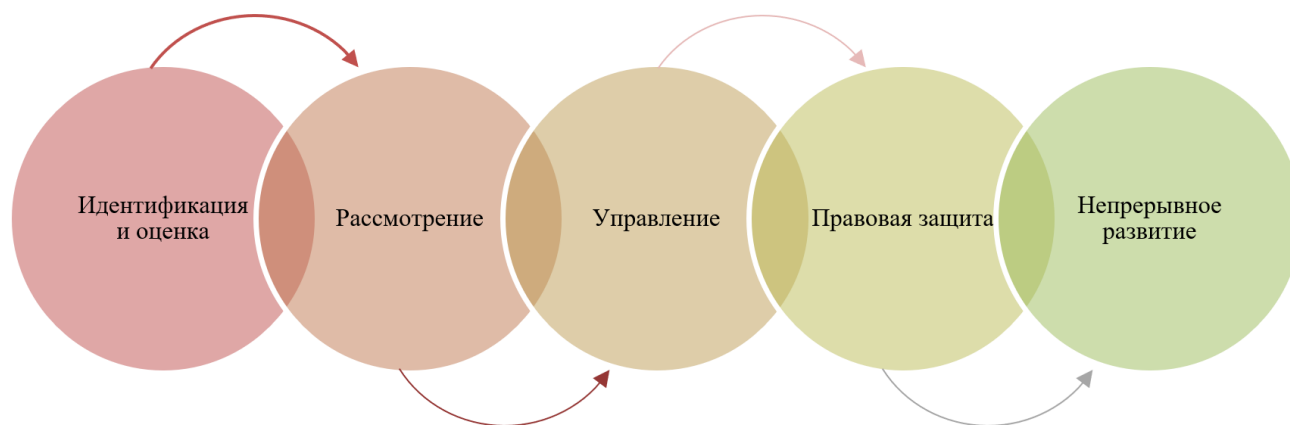 Идентификация
и оценка
Рассмотрение
Управление
Правовая защита
Непрерывное
развитие